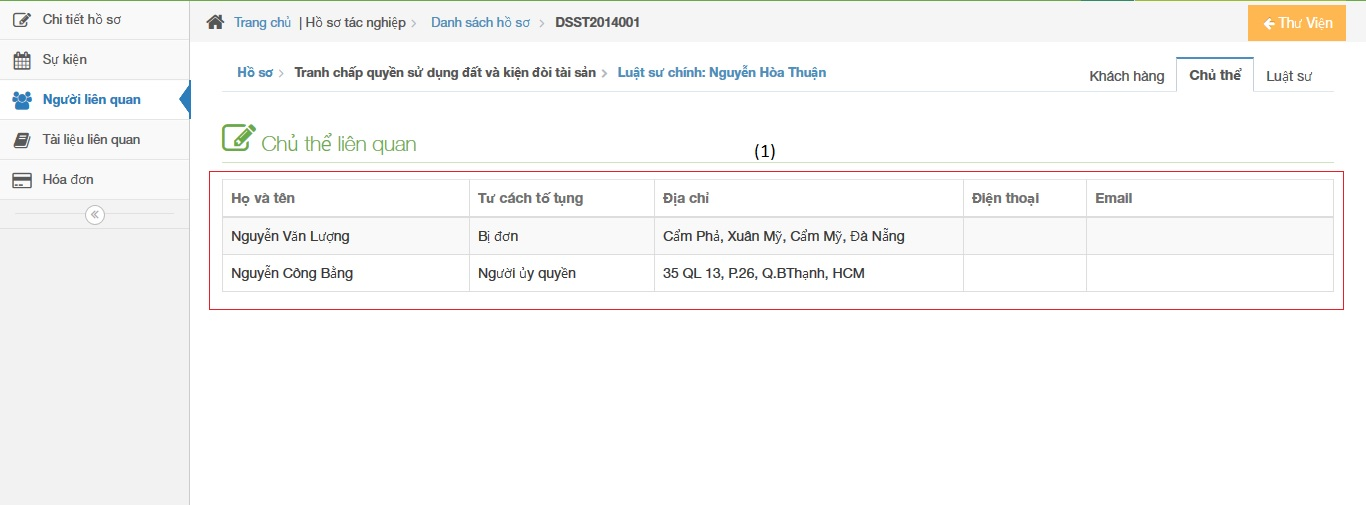 Chi tiết hồ sơ
Sự kiện
Người liên quan
Tài liệu liên quan
Hóa đơn
Trang chủ | Hồ sơ tác nghiệp > Danh sách hồ sơ > DSST2014001
Thư Viện
Hồ sơ > Tranh chấp quyền sử dụng đất và kiện đòi tài sản > Luật sư chính: Nguyễn Hòa Thuận
Khách hàng Chủ thể Luật sư
Chủ thể liên quan
(1)
Họ và tên Tư cách tố tụng Địa chỉ Điện thoại Email
Nguyễn Văn Lượng Bị đơn Cẩm Phả, Xuân Mỹ, Cẩm Mỹ, Đà Nẵng
Nguyễn Công Bằng Người ủy quyền 35 QL 13, P.26, Q.BThạnh, HCM